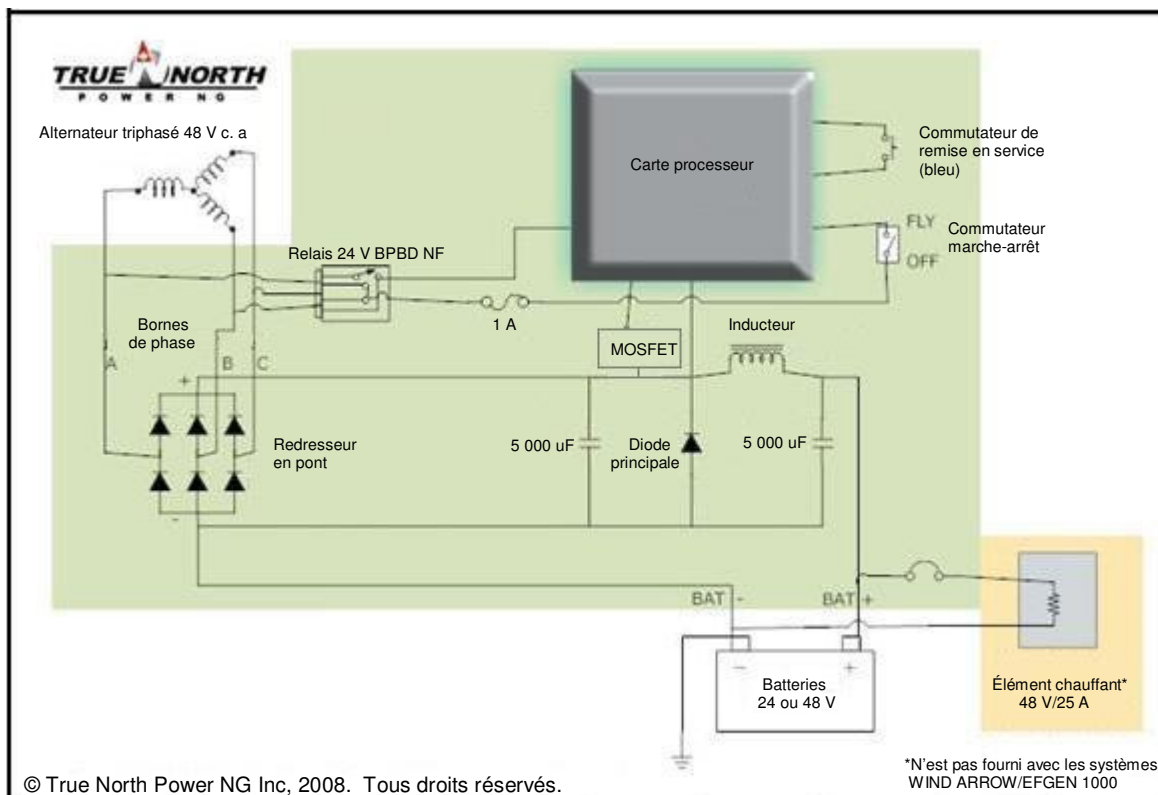 TRUE NORTH
POWER NG
Alternateur triphasé 48 V c. a
Carte processeur
Commutateur de
remise en service
(bleu)
FLY
OFF
Commutateur
marche-arrêt
Relais 24 V BPBD NF
1 A
Inducteur
Bornes
de phase
MOSFET
A
B
C
+
Redresseur
en pont
5 000 uF
Diode
principale
5 000 uF
-
BAT -
BAT +
- +
Batteries
24 ou 48 V
Élément chauffant*
48 V/25 A
© True North Power NG Inc, 2008. Tous droits réservés.
*N'est pas fourni avec les systèmes
WIND ARROW/EFGEN 1000